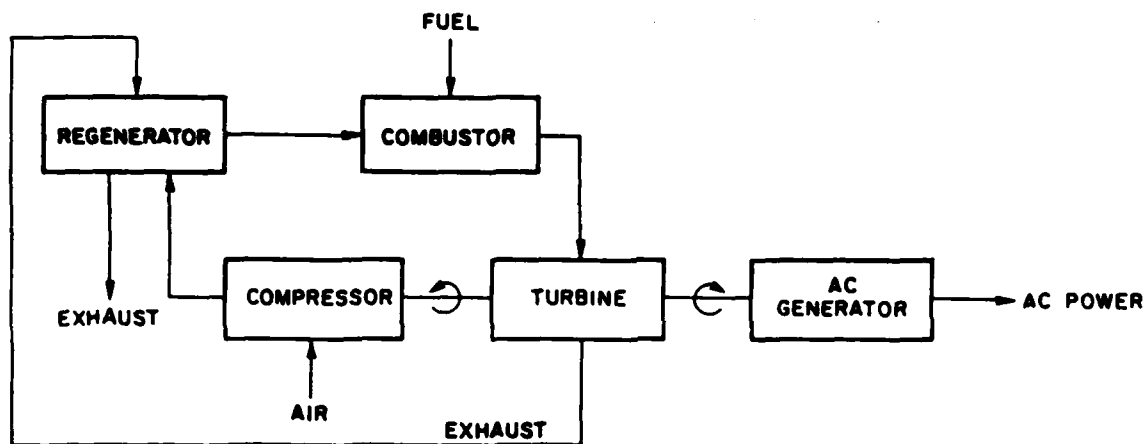 FUEL
REGENERATOR
COMBUSTOR
COMPRESSOR
TURBINE
AC
GENERATOR
AC POWER
EXHAUST
AIR
EXHAUST